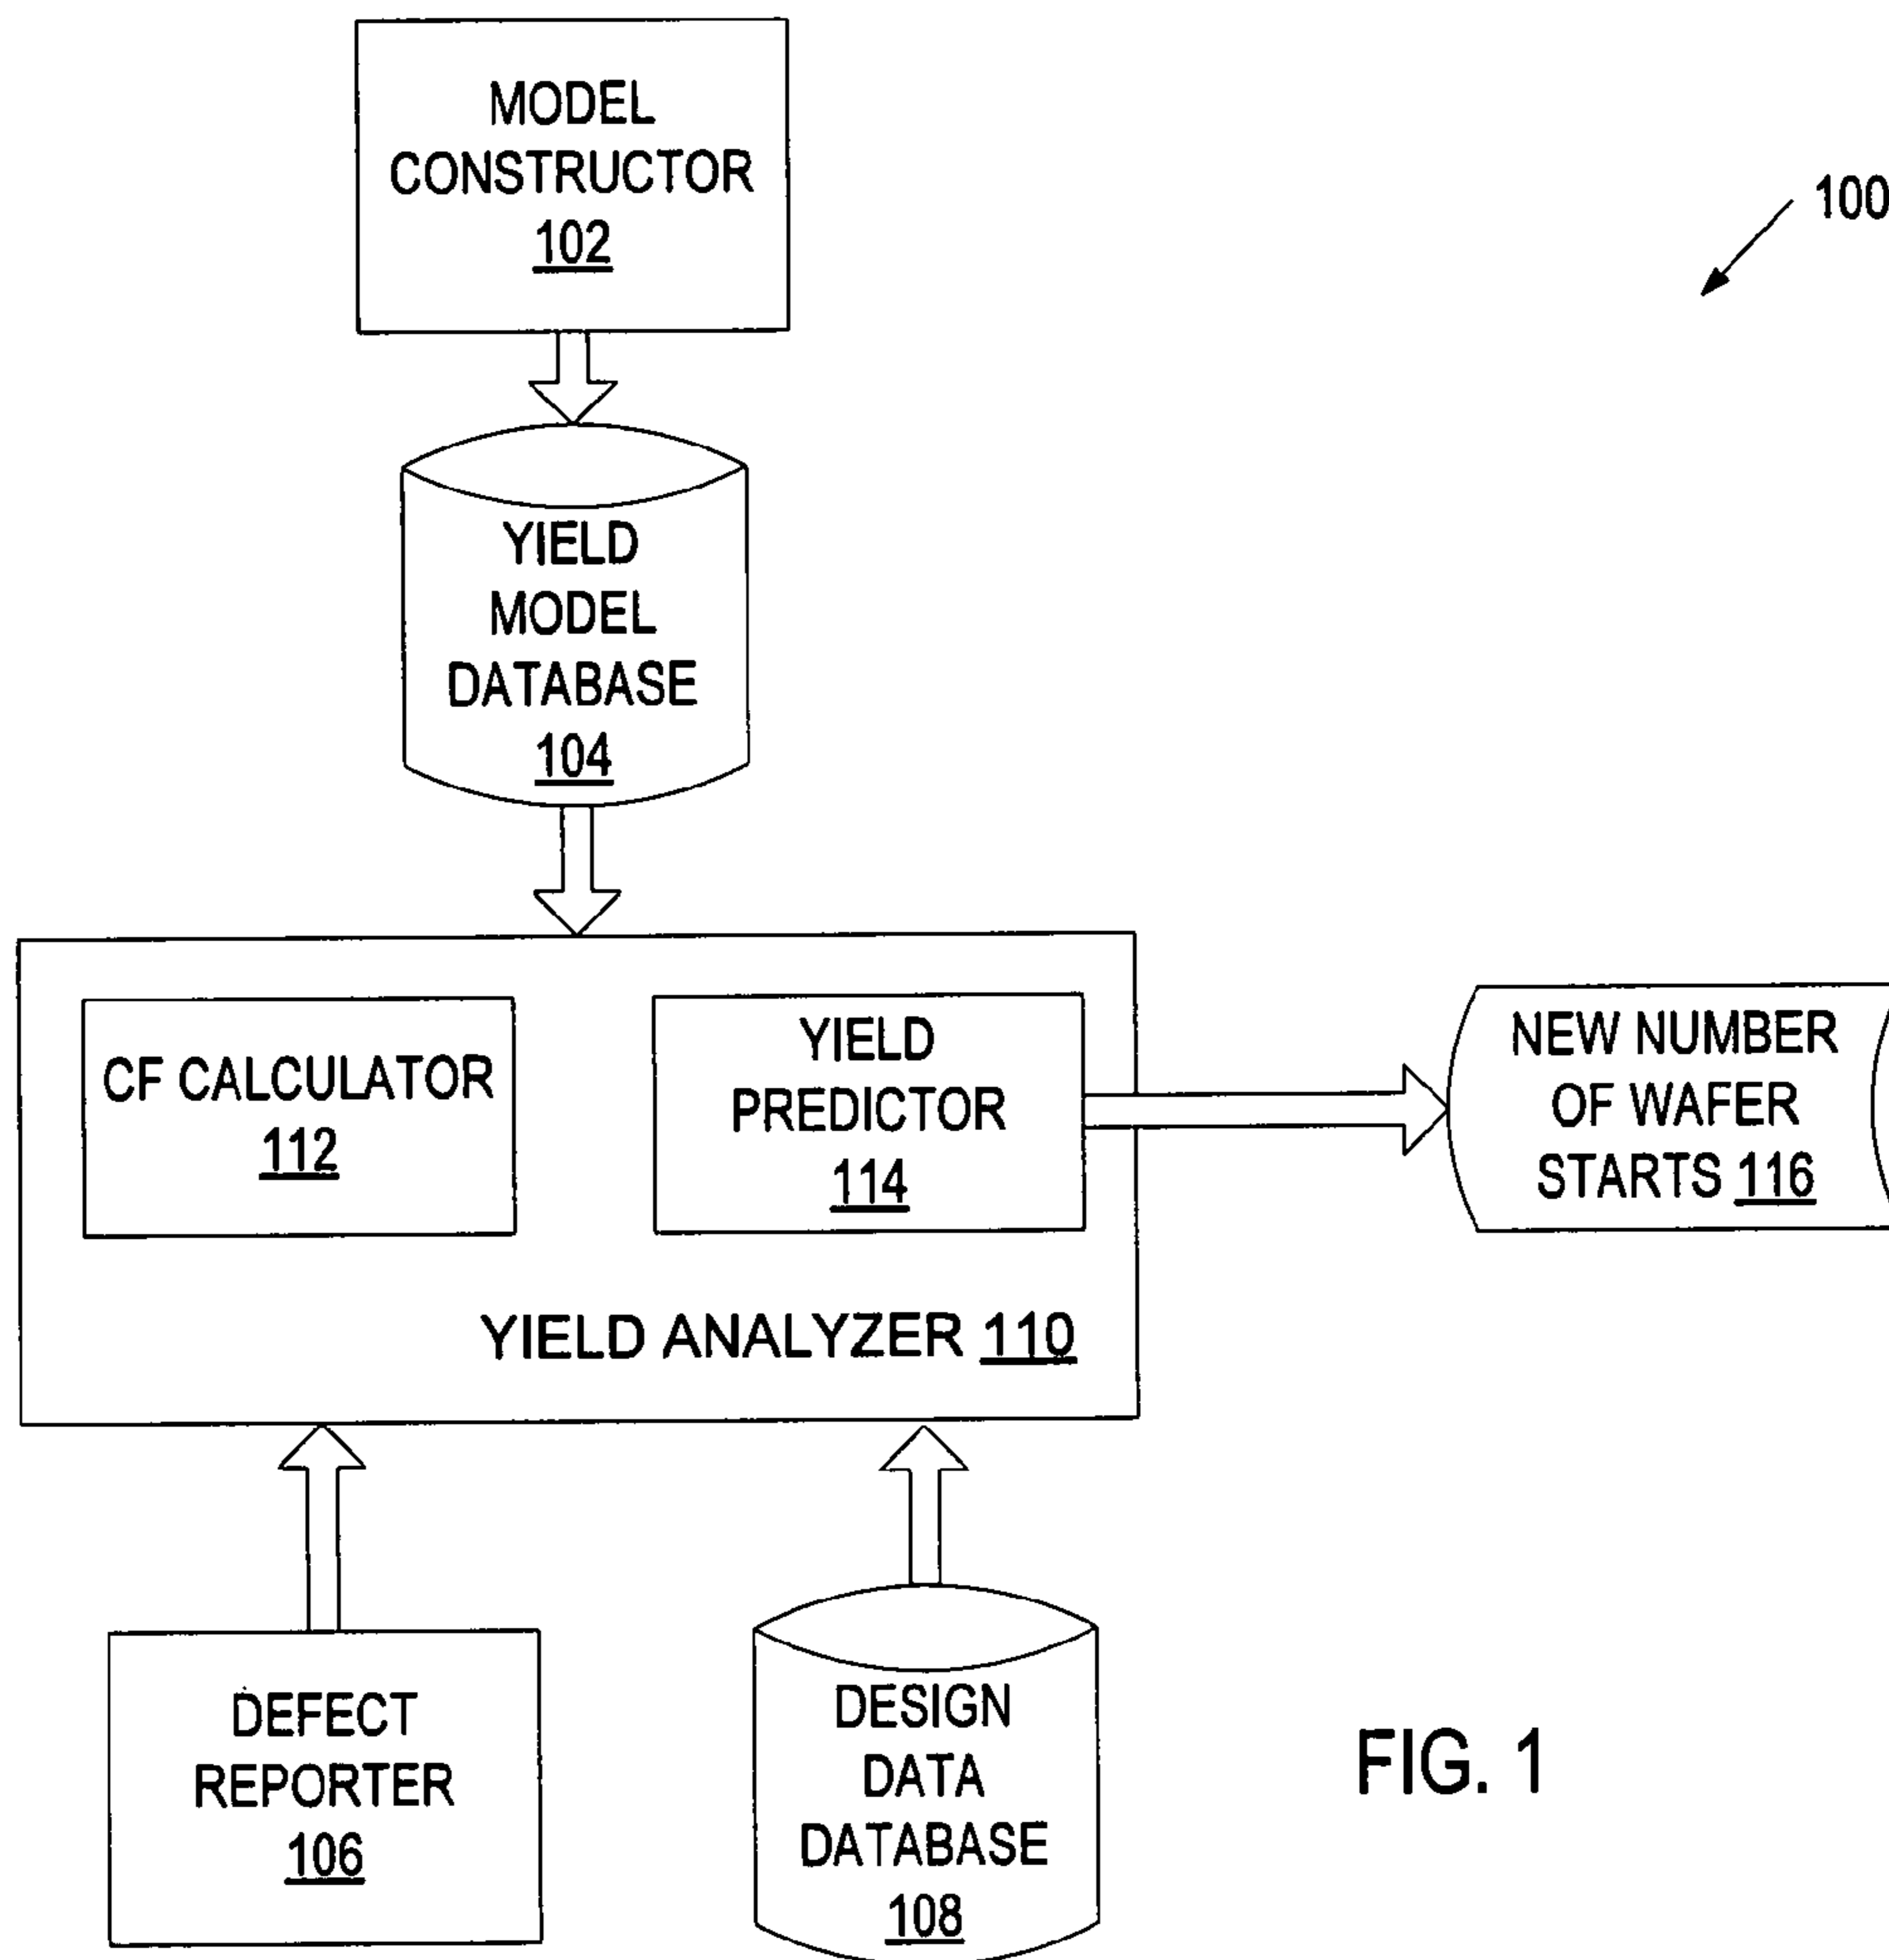 MODEL
CONSTRUCTOR
102
100
YIELD
MODEL
DATABASE
104
CF CALCULATOR
112
YIELD
PREDICTOR
114
NEW NUMBER
OF WAFER
STARTS 116
YIELD ANALYZER 110
DEFECT
REPORTER
106
DESIGN
DATA
DATABASE
108
FIG. 1